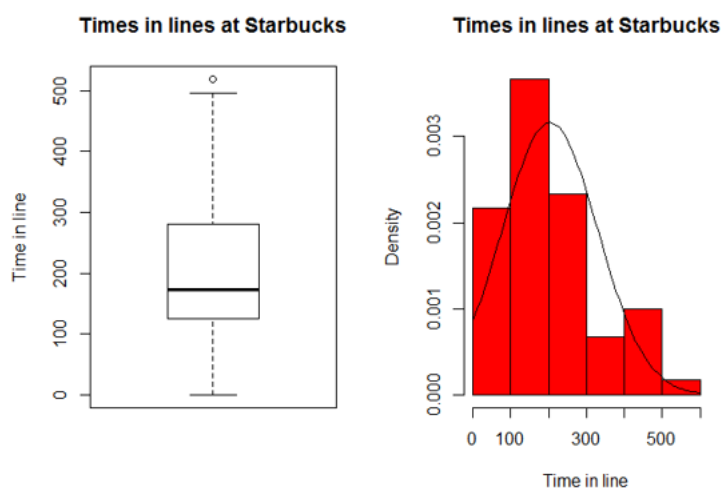 Times in lines at Starbucks
Time in line
0
100
200
300
400
500
Times in lines at Starbucks
Density
0.000
0.001
0.002
0.003
0 100 300 500
Time in line